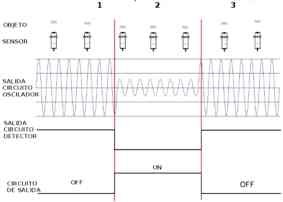 1 2 3
OBJETO
SENSOR
SALIDA
CIRCUITO
OSCILADOR
SALIDA
CIRCUITO
DETECTOR
ON
OFF
OFF
CIRCUITO
DE SALIDA